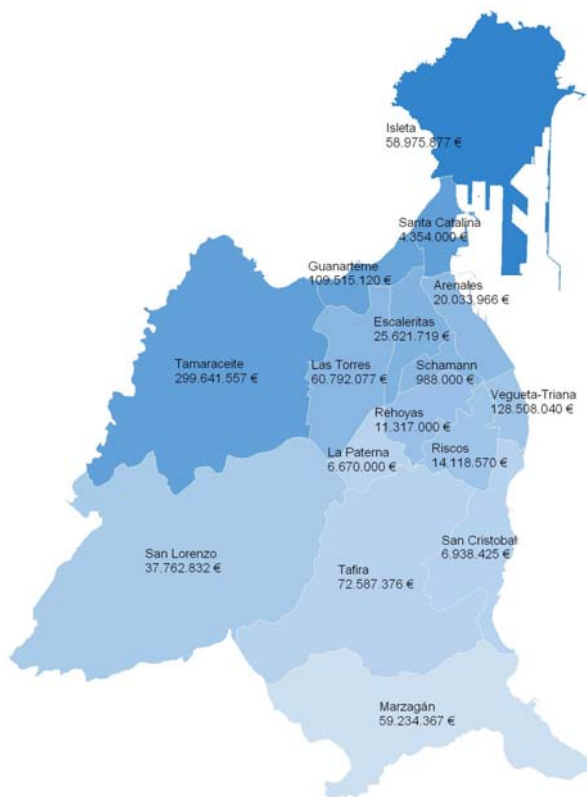 Isleta
58.975.877 €
Santa Catalina
4.354.000 €
Guanarteme
109.515.120 €
Arenales
20.033.966 €
Escaleritas
25.621.719 €
Tamaraceite
299.641.557 €
Las Torres
60.792.077 €
Schamann
988.000 €
Vegueta-Triana
128.508.040 €
Rehoyas
11.317.000 €
La Paterna
6.670.000 €
Riscos
14.118.570 €
San Lorenzo
37.762.832 €
Tafira
72.587.376 €
San Cristobal
6.938.425 €
Marzagán
59.234.367 €